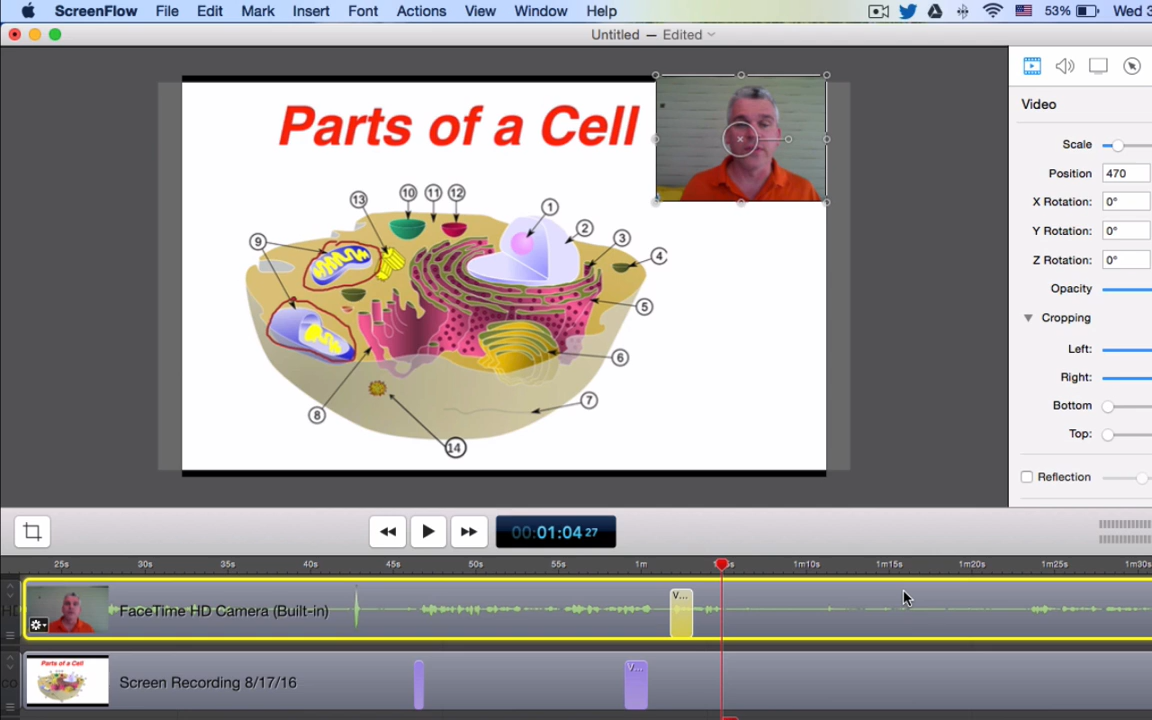 ScreenFlow File Edit Mark Insert Font Actions View Window Help 53% Wed 3
Untitled — Edited
Video
Scale
Position 470
X Rotation: 0°
Y Rotation: 0°
Z Rotation: 0°
Opacity
Cropping
Left:
Right:
Bottom
Top:
Reflection
Parts of a Cell
10 11 12
13
1
2
3
9
4
5
6
7
8
14
00:01:04 27
25s 30s 35s 40s 45s 50s 55s 1m 1m10s 1m15s 1m20s 1m25s 1m30s
V...
FaceTime HD Camera (Built-in)
Parts of a Cell
V...
Screen Recording 8/17/16